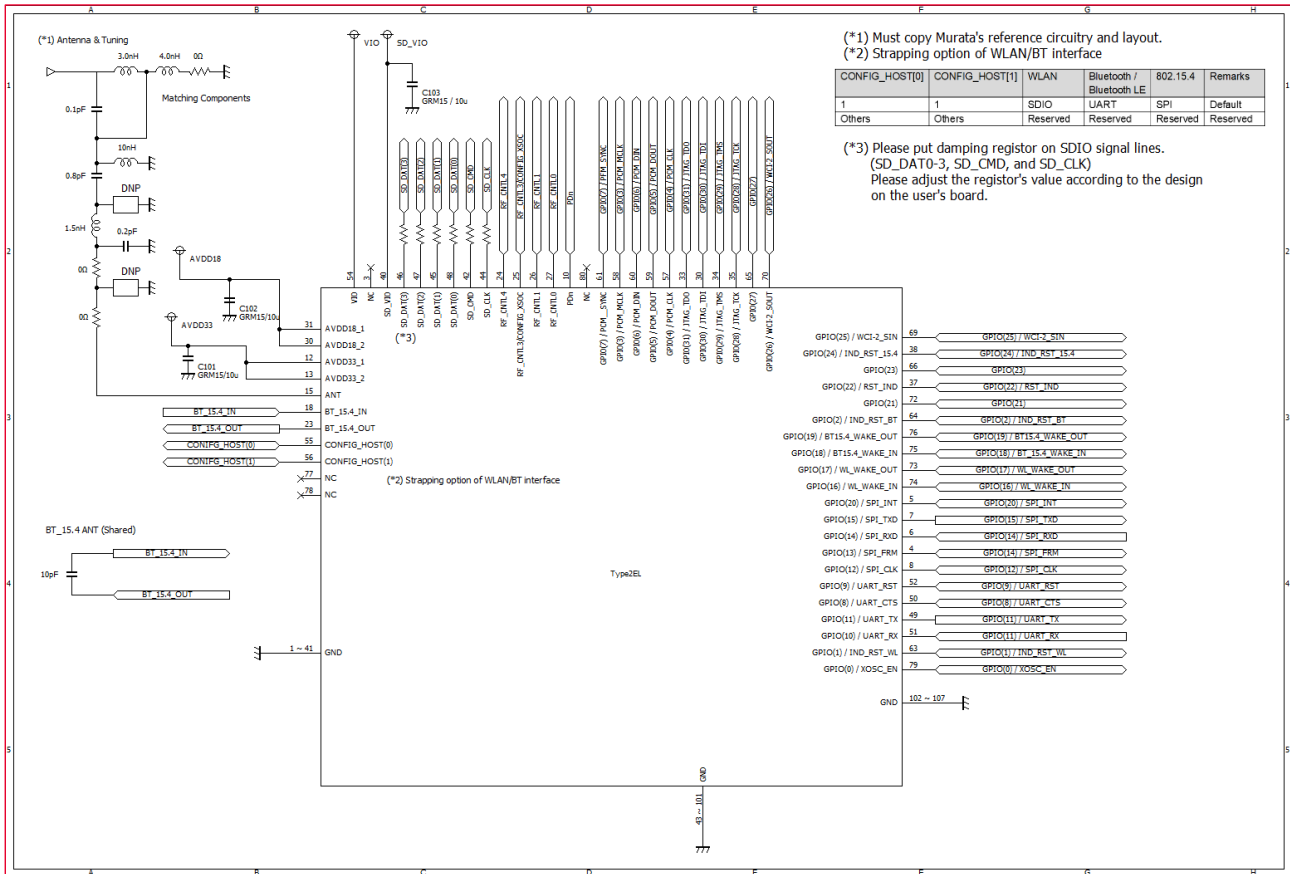 A B C D E F G H
(*1) Antenna & Tuning
3.0nH 4.0nH 0Ω
Matching Components
0.1pF
10nH
0.8pF
DNP
1.5nH
0.2pF
0Ω
DNP
0Ω
AVDD18
C102
GRM15/10u
AVDD33
C101
GRM15/10u
VIO SD_VIO
C103
GRM15 / 10u
SD_DAT(3)
SD_DAT(2)
SD_DAT(1)
SD_DAT(0)
SD_CMD
SD_CLK
RF_CNTL4
RF_CNTL3/CONFIG_XSOC
RF_CNTL1
RF_CNTL0
PDn
GPIO(7) / PFM_SYNC
GPIO(3) / PCM_MCLK
GPIO(6) / PCM_DIN
GPIO(5) / PCM_DOUT
GPIO(4) / PCM_CLK
GPIO(31) / JTAG_TDO
GPIO(30) / JTAG_TDI
GPIO(29) / JTAG_TMS
GPIO(28) / JTAG_TCK
GPIO(27)
GPIO(26) / WCI-2_SOUT
54 3 40 46 47 45 48 42 44 24 25 26 27 10 80 61 58 60 59 57 33 30 34 35 65 70
VIO
NC
SD_VIO
SD_DAT(3)
SD_DAT(2)
SD_DAT(1)
SD_DAT(0)
SD_CMD
SD_CLK
RF_CNTL4
RF_CNTL3/CONFIG_XSOC
RF_CNTL1
RF_CNTL0
PDn
NC
GPIO(7) / PCM__SYNC
GPIO(3) / PCM_MCLK
GPIO(6) / PCM_DIN
GPIO(5) / PCM_DOUT
GPIO(4) / PCM_CLK
GPIO(31) / JTAG_TDO
GPIO(30) / JTAG_TDI
GPIO(29) / JTAG_TMS
GPIO(28) / JTAG_TCK
GPIO(27)
GPIO(26) / WCI-2_SOUT
(*3)
(*1) Must copy Murata's reference circuitry and layout.
(*2) Strapping option of WLAN/BT interface
CONFIG_HOST[0] CONFIG_HOST[1] WLAN Bluetooth / Bluetooth LE 802.15.4 Remarks
1 1 SDIO UART SPI Default
Others Others Reserved Reserved Reserved Reserved
(*3) Please put damping registor on SDIO signal lines.
(SD_DAT0-3, SD_CMD, and SD_CLK)
Please adjust the registor's value according to the design
on the user's board.
31 AVDD18_1
30 AVDD18_2
12 AVDD33_1
13 AVDD33_2
15 ANT
BT_15.4_IN 18 BT_15.4_IN
BT_15.4_OUT 23 BT_15.4_OUT
CONIFG_HOST(0) 55 CONFIG_HOST(0)
CONIFG_HOST(1) 56 CONFIG_HOST(1)
77 NC
78 NC
(*2) Strapping option of WLAN/BT interface
BT_15.4 ANT (Shared)
BT_15.4_IN
10pF
BT_15.4_OUT
Type2EL
1 ~ 41 GND
GPIO(25) / WCI-2_SIN 69 GPIO(25) / WCI-2_SIN
GPIO(24) / IND_RST_15.4 38 GPIO(24) / IND_RST_15.4
GPIO(23) 66 GPIO(23)
GPIO(22) / RST_IND 37 GPIO(22) / RST_IND
GPIO(21) 72 GPIO(21)
GPIO(2) / IND_RST_BT 64 GPIO(2) / IND_RST_BT
GPIO(19) / BT15.4_WAKE_OUT 76 GPIO(19) / BT15.4_WAKE_OUT
GPIO(18) / BT15.4_WAKE_IN 75 GPIO(18) / BT_15.4_WAKE_IN
GPIO(17) / WL_WAKE_OUT 73 GPIO(17) / WL_WAKE_OUT
GPIO(16) / WL_WAKE_IN 74 GPIO(16) / WL_WAKE_IN
GPIO(20) / SPI_INT 5 GPIO(20) / SPI_INT
GPIO(15) / SPI_TXD 7 GPIO(15) / SPI_TXD
GPIO(14) / SPI_RXD 6 GPIO(14) / SPI_RXD
GPIO(13) / SPI_FRM 4 GPIO(14) / SPI_FRM
GPIO(12) / SPI_CLK 8 GPIO(12) / SPI_CLK
GPIO(9) / UART_RST 52 GPIO(9) / UART_RST
GPIO(8) / UART_CTS 50 GPIO(8) / UART_CTS
GPIO(11) / UART_TX 49 GPIO(11) / UART_TX
GPIO(10) / UART_RX 51 GPIO(11) / UART_RX
GPIO(1) / IND_RST_WL 63 GPIO(1) / IND_RST_WL
GPIO(0) / XOSC_EN 79 GPIO(0) / XOSC_EN
GND 102 ~ 107
GND
43 ~ 101
1 1
2 2
3 3
4 4
5 5
A B C D E F G H